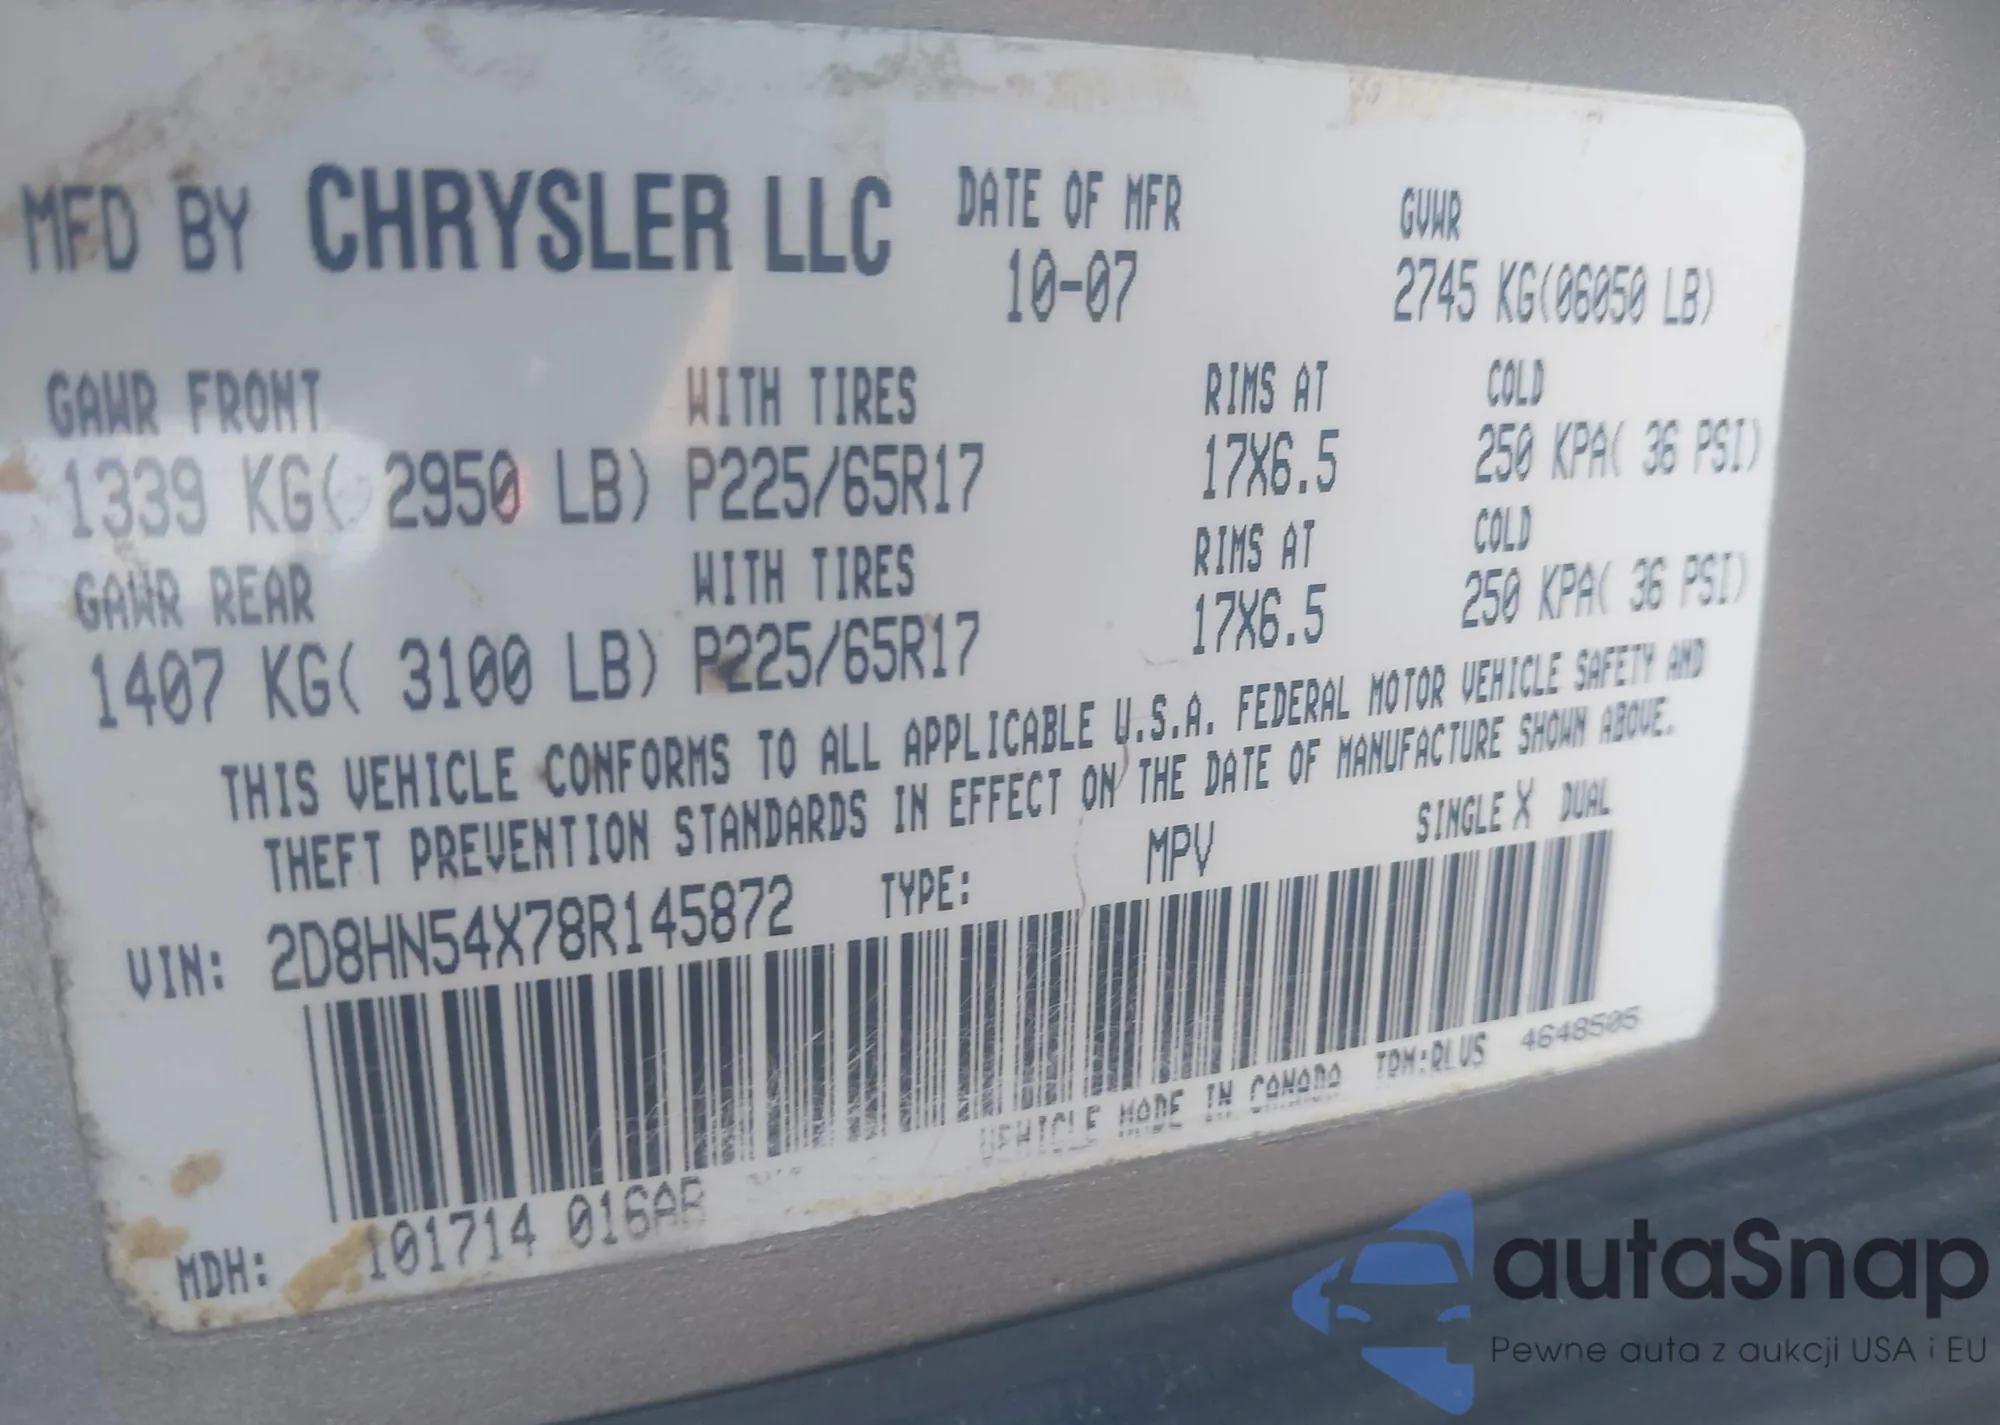 MFD BY CHRYSLER LLC DATE OF MFR GVWR
10-07 2745 KG(06050 LB)
GAWR FRONT WITH TIRES RIMS AT COLD
1339 KG( 2950 LB) P225/65R17 17X6.5 250 KPA( 36 PSI)
GAWR REAR WITH TIRES RIMS AT COLD
1407 KG( 3100 LB) P225/65R17 17X6.5 250 KPA( 36 PSI)
THIS VEHICLE CONFORMS TO ALL APPLICABLE U.S.A. FEDERAL MOTOR VEHICLE SAFETY AND
THEFT PREVENTION STANDARDS IN EFFECT ON THE DATE OF MANUFACTURE SHOWN ABOVE.
VIN: 2D8HN54X78R145872 TYPE: MPV SINGLE X DUAL
VEHICLE MADE IN CANADA 4648505
MDH: 101714 016AB
autaSnap
Pewne auta z aukcji USA i EU